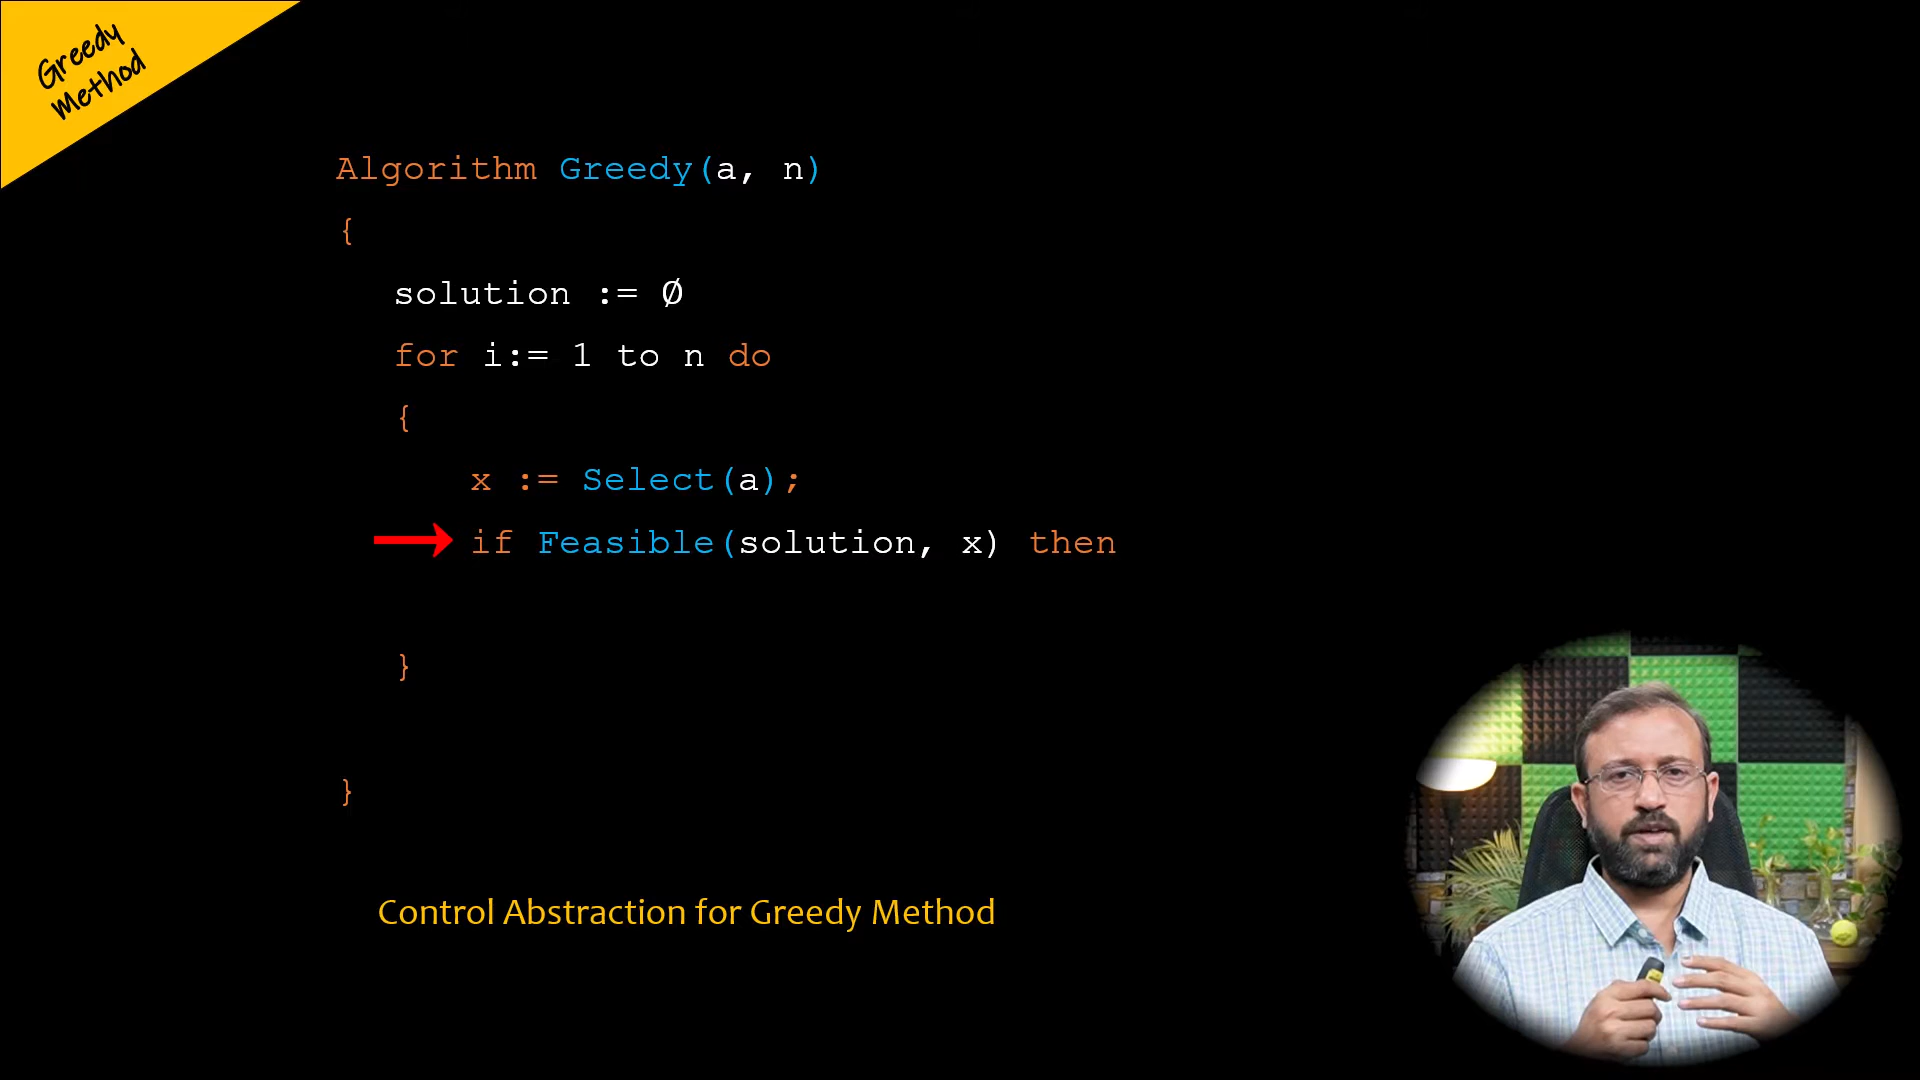 Greedy
Method
Algorithm Greedy(a, n)
{
solution := Ø
for i:= 1 to n do
{
x := Select(a);
if Feasible(solution, x) then
}
}
Control Abstraction for Greedy Method